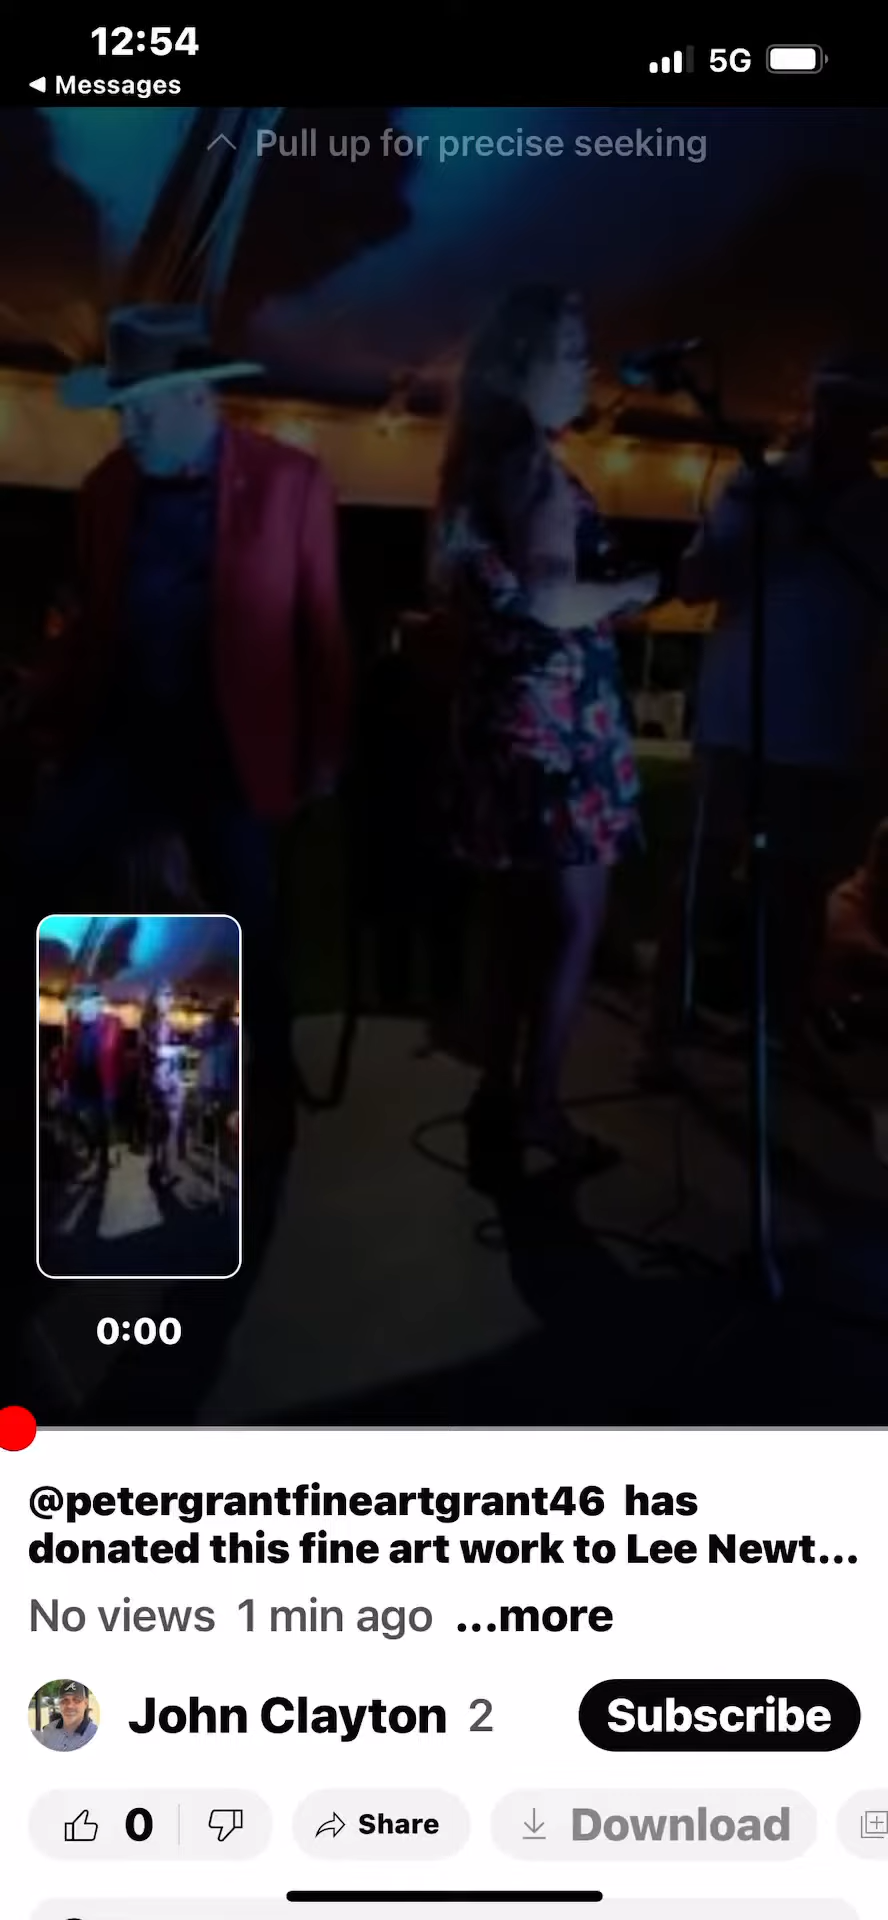 12:54
5G
Messages
Pull up for precise seeking
0:00
@petergrantfineartgrant46 has
donated this fine art work to Lee Newt...
No views 1 min ago ...more
John Clayton 2
Subscribe
0
Share
Download